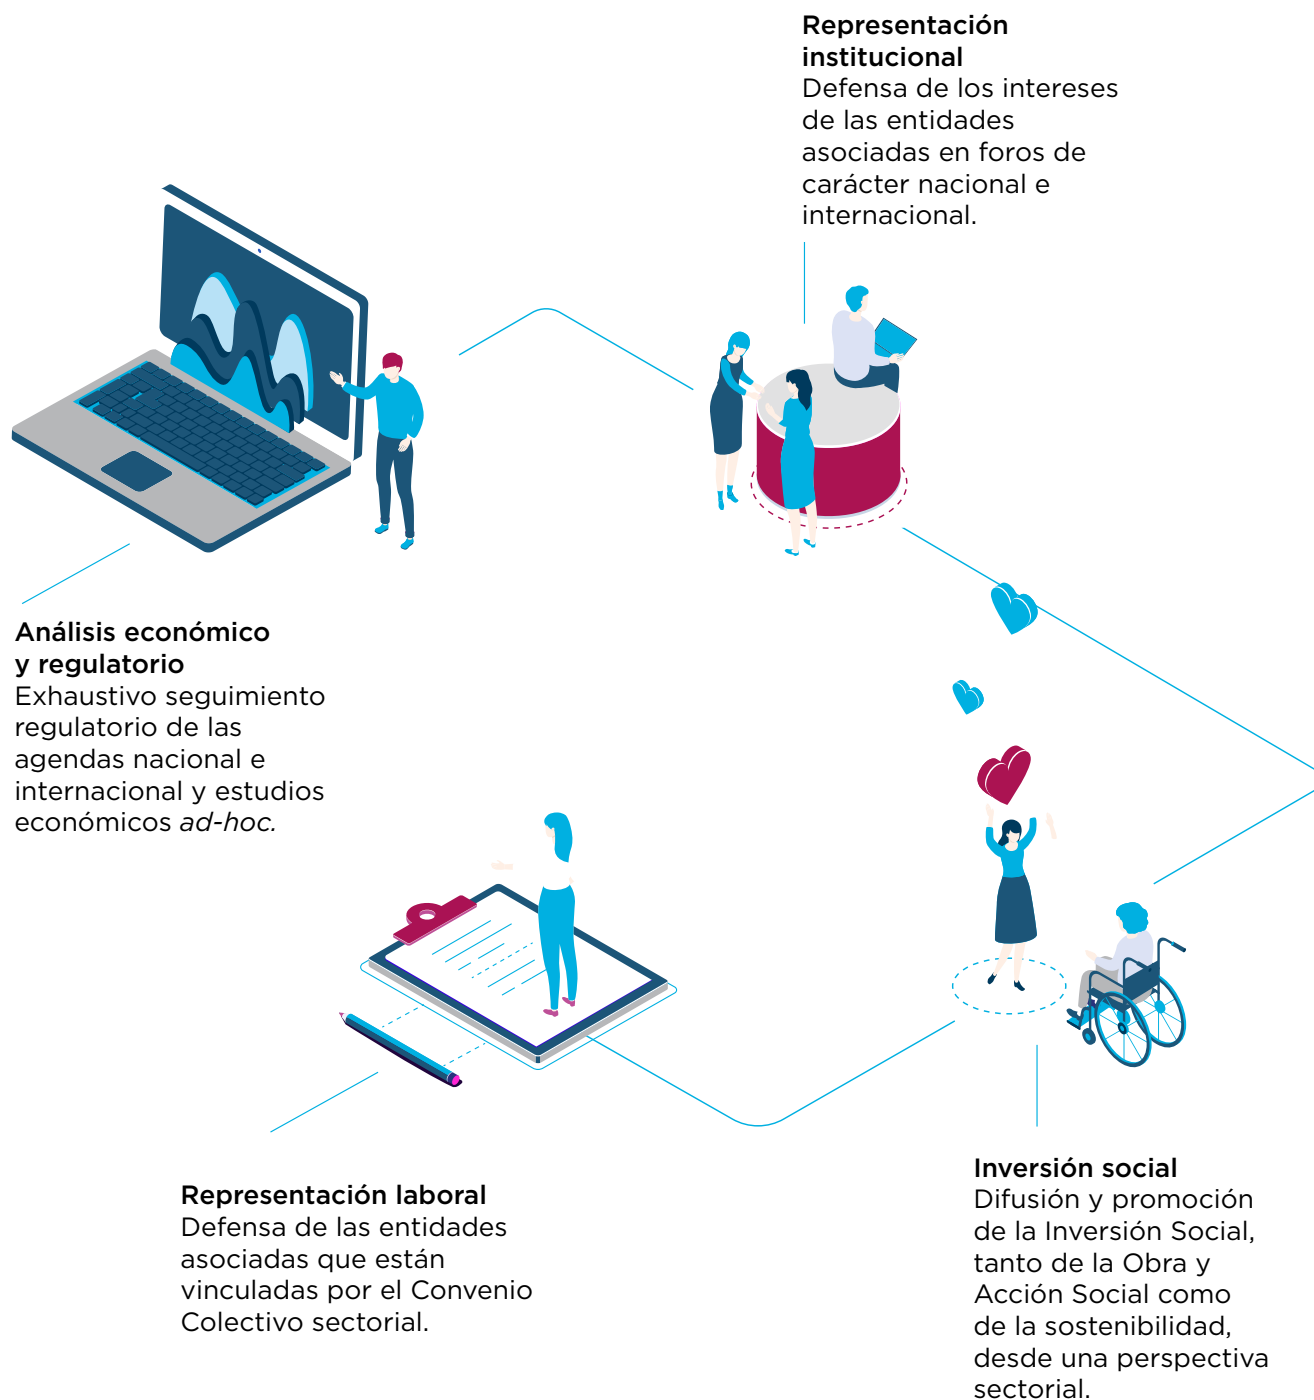 Representación
institucional
Defensa de los intereses
de las entidades
asociadas en foros de
carácter nacional e
internacional.
Análisis económico
y regulatorio
Exhaustivo seguimiento
regulatorio de las
agendas nacional e
internacional y estudios
económicos ad-hoc.
Representación laboral
Defensa de las entidades
asociadas que están
vinculadas por el Convenio
Colectivo sectorial.
Inversión social
Difusión y promoción
de la Inversión Social,
tanto de la Obra y
Acción Social como
de la sostenibilidad,
desde una perspectiva
sectorial.